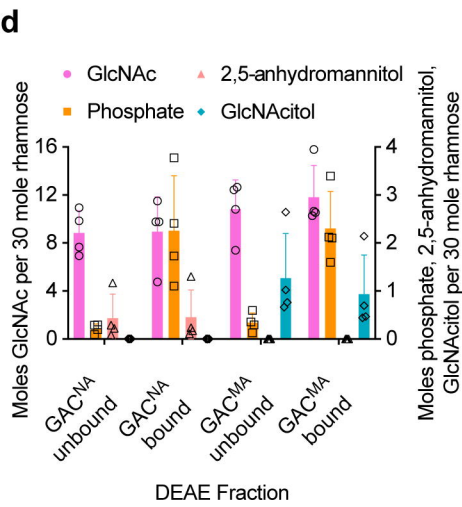 d
GlcNAc
2,5-anhydromannitol
Phosphate
GlcNAcitol
Moles GlcNAc per 30 mole rhamnose
16
12
8
4
0
4
3
2
1
0
Moles phosphate, 2,5-anhydromannitol,
GlcNAcitol per 30 mole rhamnose
GAC^NA
unbound
GAC^NA
bound
GAC^MA
unbound
GAC^MA
bound
DEAE Fraction